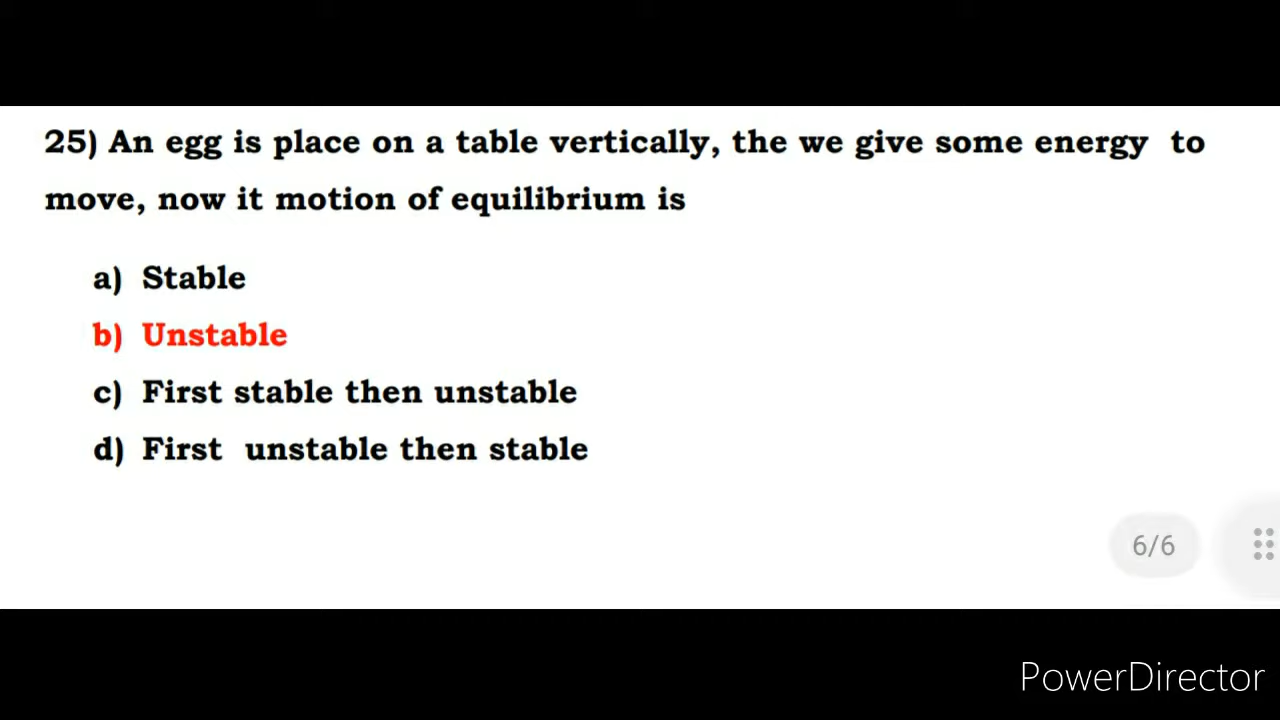 25) An egg is place on a table vertically, the we give some energy to
move, now it motion of equilibrium is
a) Stable
b) Unstable
c) First stable then unstable
d) First unstable then stable
6/6
PowerDirector